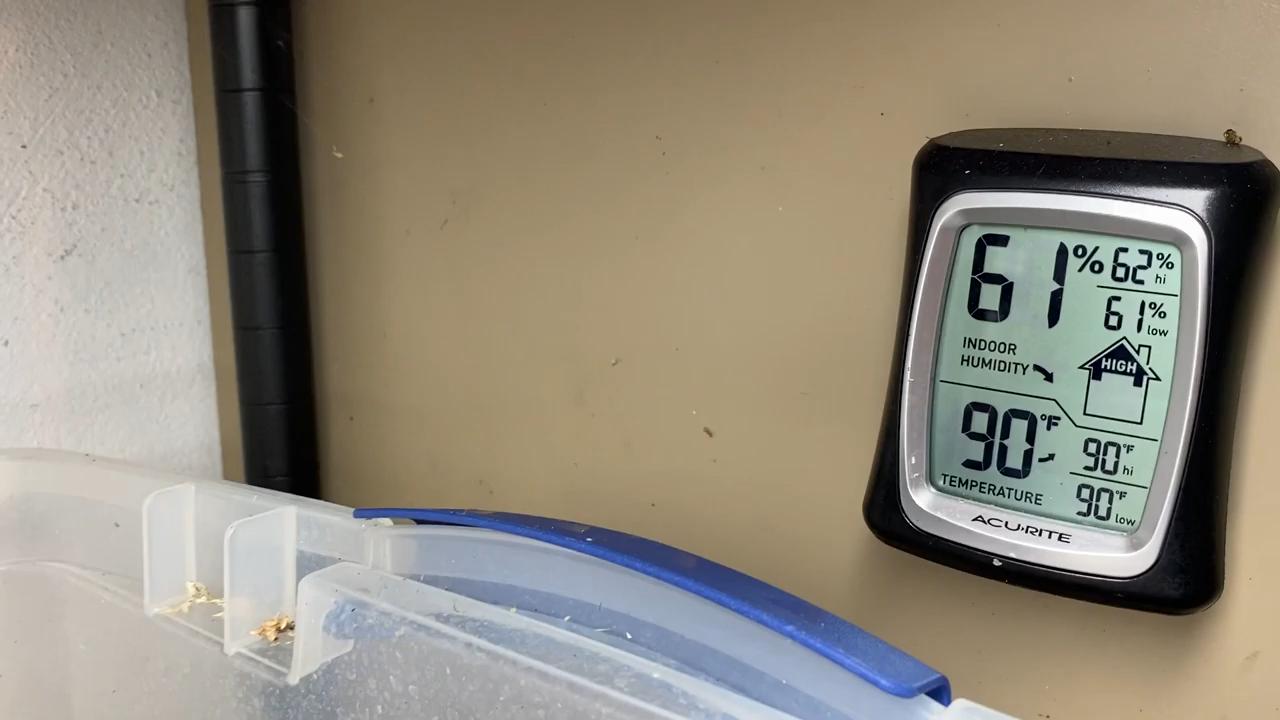 61% 62% hi
61% low
INDOOR
HUMIDITY
HIGH
90°F 90°F hi
TEMPERATURE 90°F low
ACU›RITE